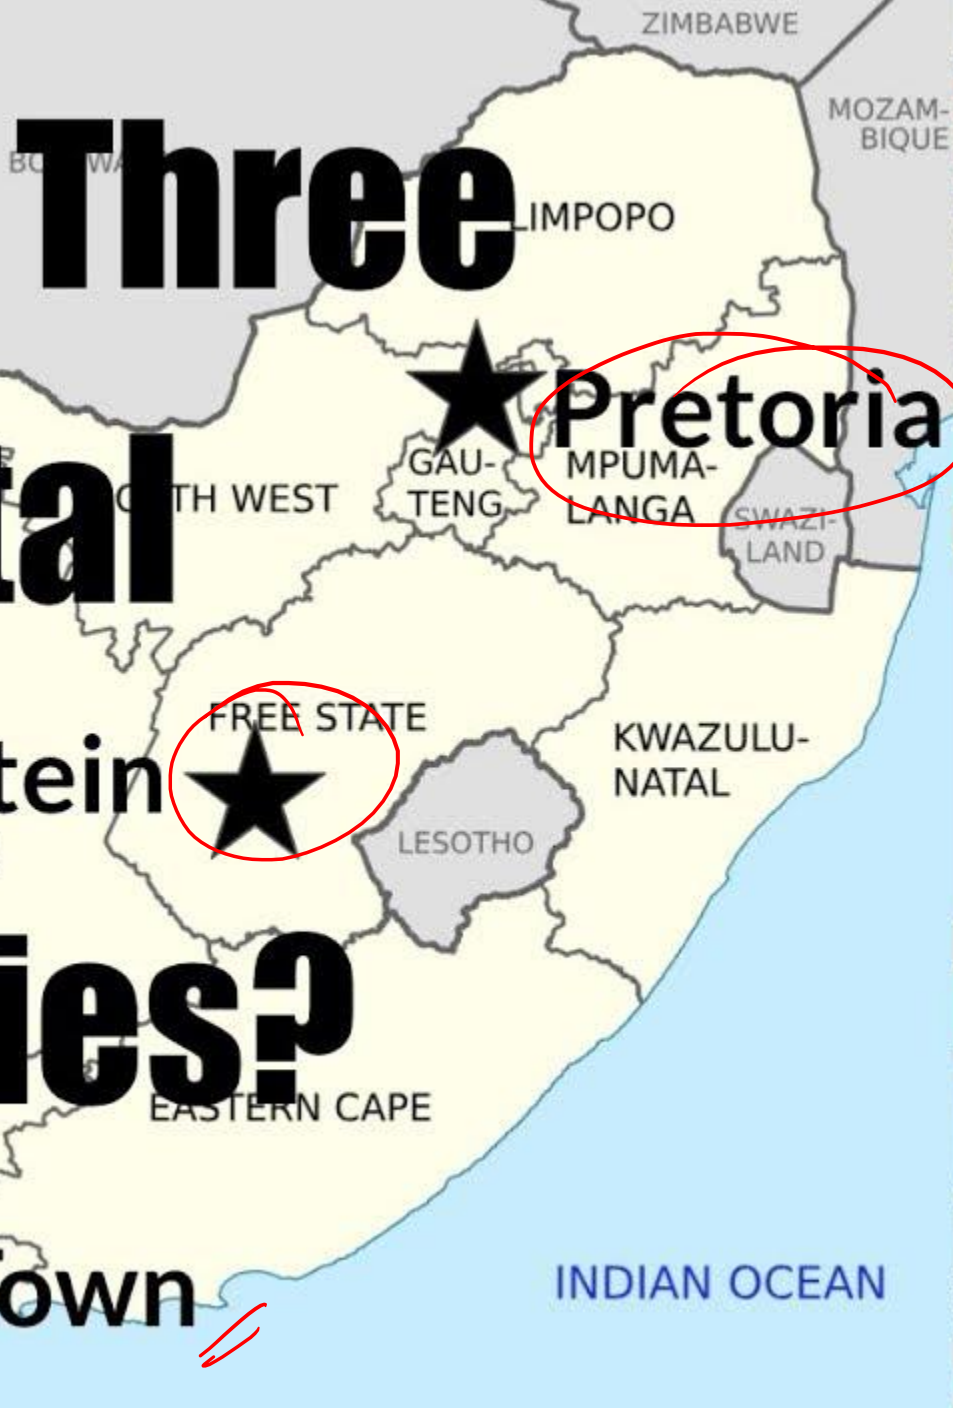 ZIMBABWE
MOZAM-
BIQUE
Three
LIMPOPO
Pretoria
GAU-
TENG
MPUMA-
LANGA
tal
TH WEST
SWAZI-
LAND
FREE STATE
KWAZULU-
NATAL
tein
LESOTHO
ies?
EASTERN CAPE
own
INDIAN OCEAN